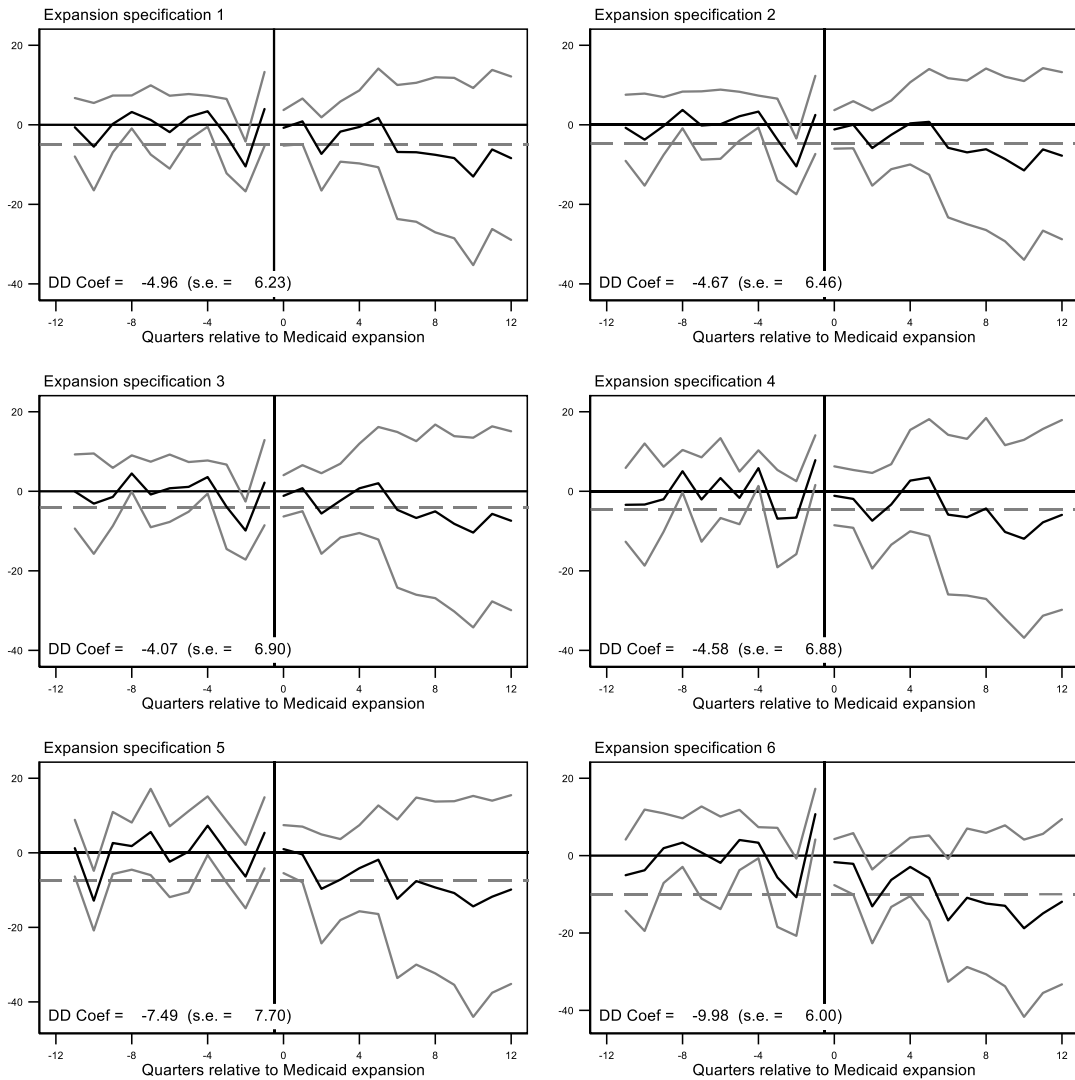 Expansion specification 1
20
0
-20
-40
DD Coef = -4.96 (s.e. = 6.23)
-12 -8 -4 0 4 8 12
Quarters relative to Medicaid expansion
Expansion specification 2
20
0
-20
-40
DD Coef = -4.67 (s.e. = 6.46)
-12 -8 -4 0 4 8 12
Quarters relative to Medicaid expansion
Expansion specification 3
20
0
-20
-40
DD Coef = -4.07 (s.e. = 6.90)
-12 -8 -4 0 4 8 12
Quarters relative to Medicaid expansion
Expansion specification 4
20
0
-20
-40
DD Coef = -4.58 (s.e. = 6.88)
-12 -8 -4 0 4 8 12
Quarters relative to Medicaid expansion
Expansion specification 5
20
0
-20
-40
DD Coef = -7.49 (s.e. = 7.70)
-12 -8 -4 0 4 8 12
Quarters relative to Medicaid expansion
Expansion specification 6
20
0
-20
-40
DD Coef = -9.98 (s.e. = 6.00)
-12 -8 -4 0 4 8 12
Quarters relative to Medicaid expansion